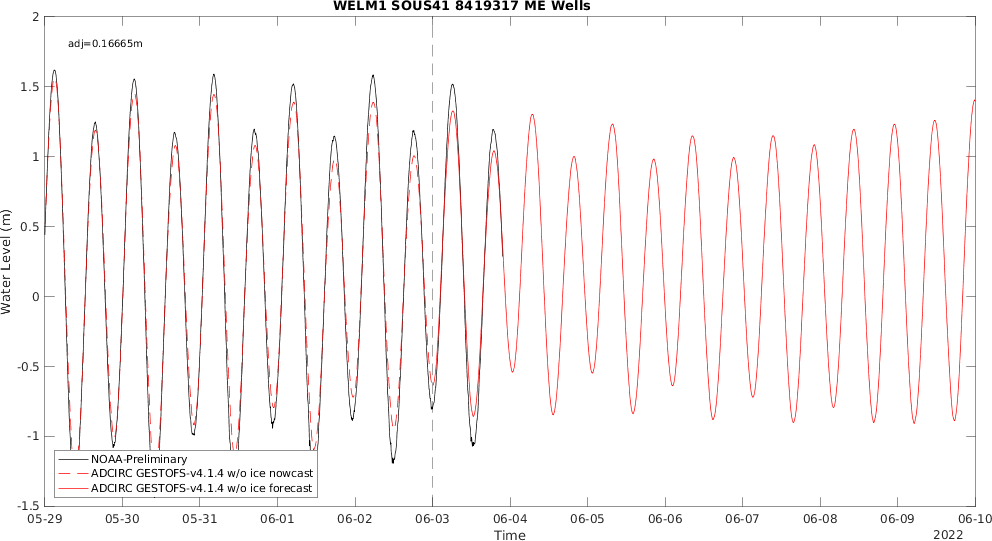 WELM1 SOUS41 8419317 ME Wells
adj=0.16665m
2
1.5
1
0.5
0
-0.5
-1
-1.5
Water Level (m)
NOAA-Preliminary
ADCIRC GESTOFS-v4.1.4 w/o ice nowcast
ADCIRC GESTOFS-v4.1.4 w/o ice forecast
05-29 05-30 05-31 06-01 06-02 06-03 06-04 06-05 06-06 06-07 06-08 06-09 06-10
Time
2022